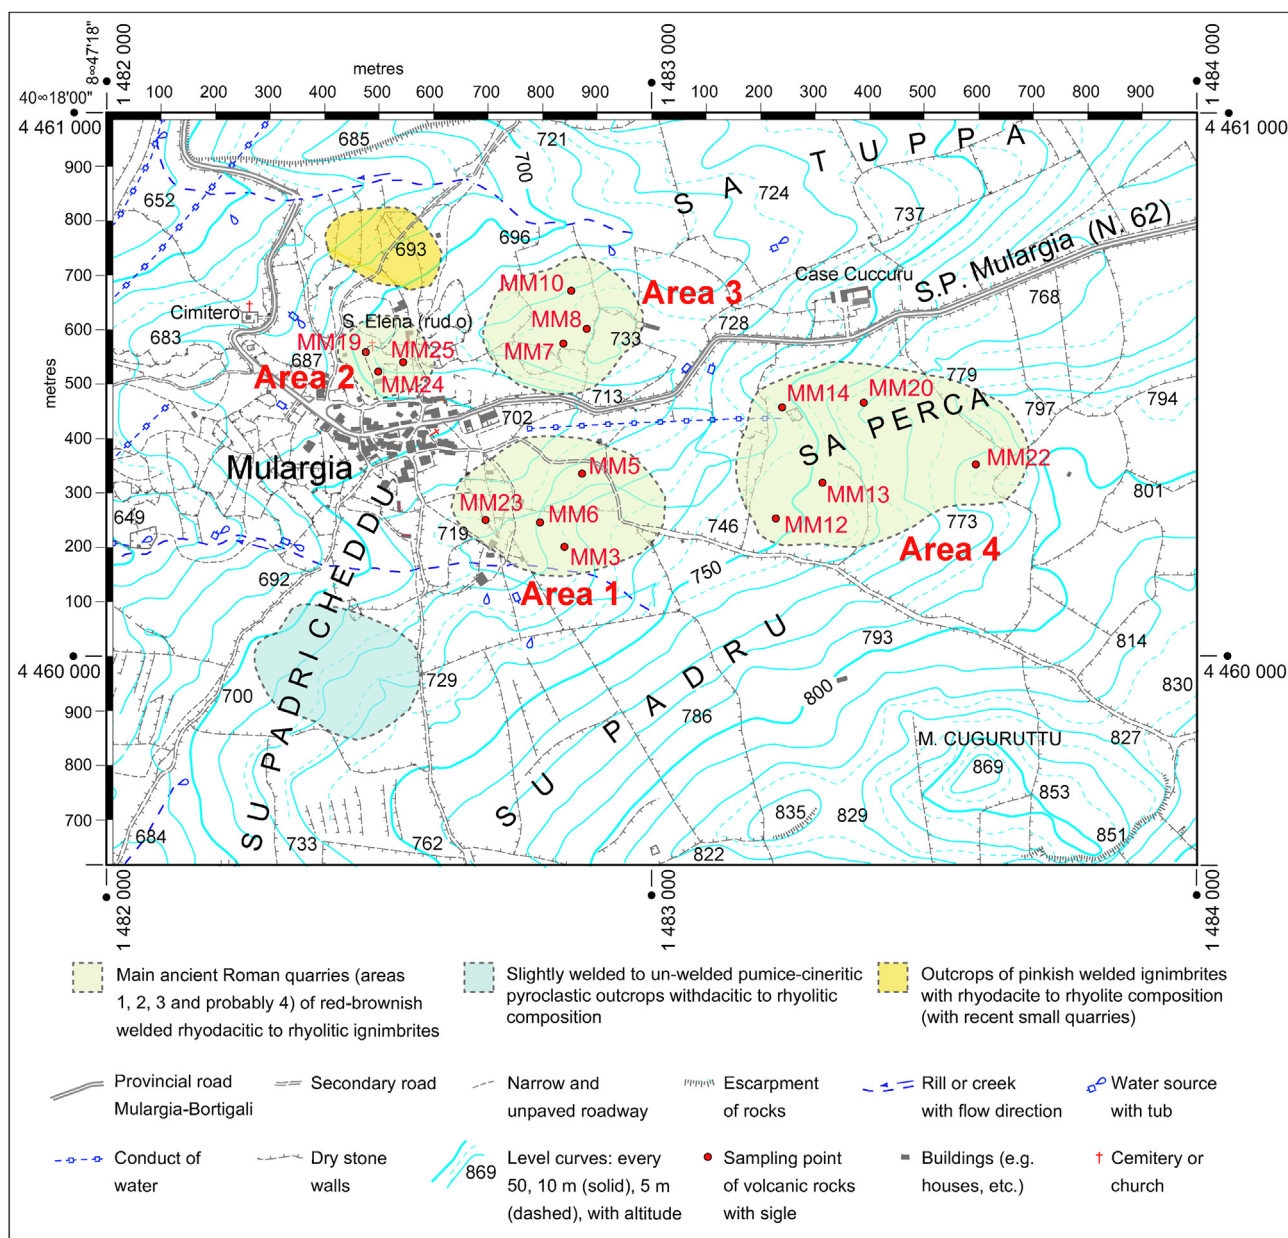 8∞47'18"
1 482 000
1 483 000
1 484 000
metres
40∞18'00"
100 200 300 400 500 600 700 800 900 100 200 300 400 500 600 700 800 900
4 461 000
4 461 000
900
800
700
600
500
400
300
200
100
4 460 000
900
800
700
metres
4 460 000
685
721
700
652
724
737
SA TUPPA
693
696
S.P. Mulargia (N. 62)
Case Cuccuru
768
MM10
Area 3
Cimitero
S. Elena (rud.o)
MM8
733
728
683
MM19
MM25
MM7
687
Area 2
MM24
713
779
MM14
MM20
797
794
702
SA PERCA
Mulargia
MM5
MM22
MM23
MM6
MM13
801
649
719
746
MM12
773
MM3
Area 4
692
750
Area 1
SU PADRI CHEDDU
793
814
729
SU PADRU
700
800
830
786
M. CUGURUTTU
827
869
853
835
829
851
684
733
762
822
1 482 000
1 483 000
1 484 000
Main ancient Roman quarries (areas
1, 2, 3 and probably 4) of red-brownish
welded rhyodacitic to rhyolitic ignimbrites
Slightly welded to un-welded pumice-cineritic
pyroclastic outcrops withdacitic to rhyolitic
composition
Outcrops of pinkish welded ignimbrites
with rhyodacite to rhyolite composition
(with recent small quarries)
Provincial road
Mulargia-Bortigali
Secondary road
Narrow and
unpaved roadway
Escarpment
of rocks
Rill or creek
with flow direction
Water source
with tub
Conduct of
water
Dry stone
walls
869
Level curves: every
50, 10 m (solid), 5 m
(dashed), with altitude
Sampling point
of volcanic rocks
with sigle
Buildings (e.g.
houses, etc.)
Cemitery or
church